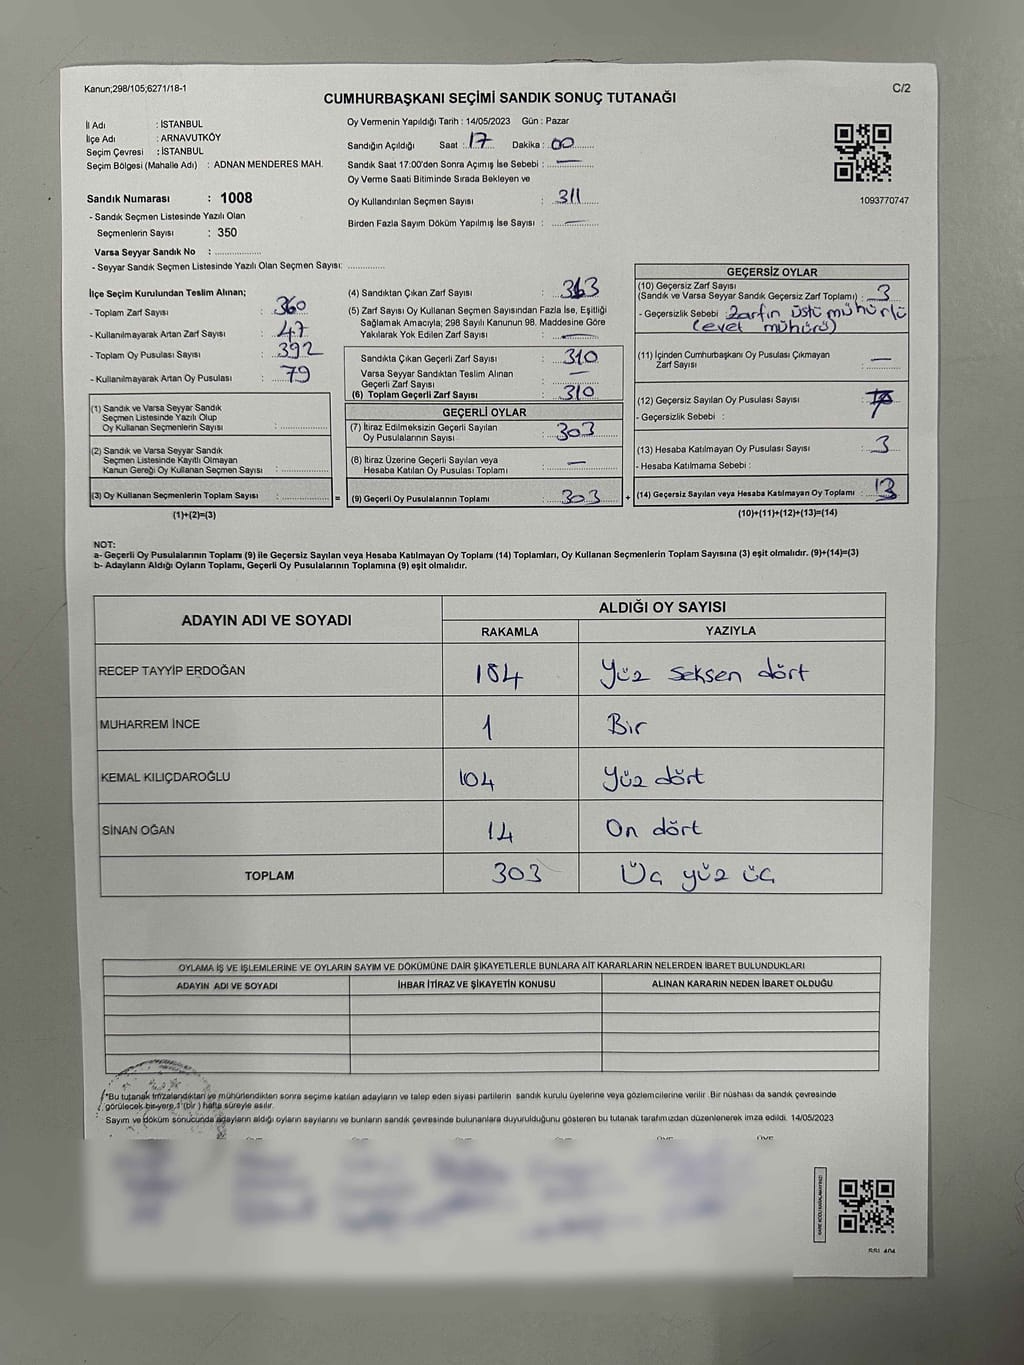 Kanun;298/105;6271/18-1
C/2
CUMHURBAŞKANI SEÇİMİ SANDIK SONUÇ TUTANAĞI
İl Adı : İSTANBUL
İlçe Adı : ARNAVUTKÖY
Seçim Çevresi : İSTANBUL
Seçim Bölgesi (Mahalle Adı) : ADNAN MENDERES MAH.
Sandık Numarası : 1008
- Sandık Seçmen Listesinde Yazılı Olan
Seçmenlerin Sayısı : 350
Varsa Seyyar Sandık No : ................
- Seyyar Sandık Seçmen Listesinde Yazılı Olan Seçmen Sayısı: .............
Oy Vermenin Yapıldığı Tarih : 14/05/2023 Gün : Pazar
Sandığın Açıldığı Saat : 17 Dakika : 00
Sandık Saat 17:00'den Sonra Açımış İse Sebebi : —
Oy Verme Saati Bitiminde Sırada Bekleyen ve
Oy Kullandırılan Seçmen Sayısı : 311
Birden Fazla Sayım Döküm Yapılmış İse Sayısı : —
1093770747
İlçe Seçim Kurulundan Teslim Alınan;
- Toplam Zarf Sayısı : 360
- Kullanılmayarak Artan Zarf Sayısı : 47
- Toplam Oy Pusulası Sayısı : 392
- Kullanılmayarak Artan Oy Pusulası : 79
(1) Sandık ve Varsa Seyyar Sandık
Seçmen Listesinde Yazılı Olup
Oy Kullanan Seçmenlerin Sayısı : .............
(2) Sandık ve Varsa Seyyar Sandık
Seçmen Listesinde Kayıtlı Olmayan
Kanun Gereği Oy Kullanan Seçmen Sayısı : .............
(3) Oy Kullanan Seçmenlerin Toplam Sayısı : .............
(1)+(2)=(3)
=
(4) Sandıktan Çıkan Zarf Sayısı : 313
(5) Zarf Sayısı Oy Kullanan Seçmen Sayısından Fazla İse, Eşitliği
Sağlamak Amacıyla; 298 Sayılı Kanunun 98. Maddesine Göre
Yakılarak Yok Edilen Zarf Sayısı : —
Sandıkta Çıkan Geçerli Zarf Sayısı : 310
Varsa Seyyar Sandıktan Teslim Alınan
Geçerli Zarf Sayısı : —
(6) Toplam Geçerli Zarf Sayısı : 310
GEÇERLİ OYLAR
(7) İtiraz Edilmeksizin Geçerli Sayılan
Oy Pusulalarının Sayısı : 303
(8) İtiraz Üzerine Geçerli Sayılan veya
Hesaba Katılan Oy Pusulası Toplamı : —
(9) Geçerli Oy Pusulalarının Toplamı : 303
+
GEÇERSİZ OYLAR
(10) Geçersiz Zarf Sayısı
(Sandık ve Varsa Seyyar Sandık Geçersiz Zarf Toplamı) : 3
- Geçersizlik Sebebi : Zarfın üstü mühürlü
(evet mühürü)
(11) İçinden Cumhurbaşkanı Oy Pusulası Çıkmayan
Zarf Sayısı : —
(12) Geçersiz Sayılan Oy Pusulası Sayısı : 7
- Geçersizlik Sebebi :
(13) Hesaba Katılmayan Oy Pusulası Sayısı : 3
- Hesaba Katılmama Sebebi :
(14) Geçersiz Sayılan veya Hesaba Katılmayan Oy Toplamı : 13
(10)+(11)+(12)+(13)=(14)
NOT:
a- Geçerli Oy Pusulalarının Toplamı (9) ile Geçersiz Sayılan veya Hesaba Katılmayan Oy Toplamı (14) Toplamları, Oy Kullanan Seçmenlerin Toplam Sayısına (3) eşit olmalıdır. (9)+(14)=(3)
b- Adayların Aldığı Oyların Toplamı, Geçerli Oy Pusulalarının Toplamına (9) eşit olmalıdır.
ADAYIN ADI VE SOYADI
ALDIĞI OY SAYISI
RAKAMLA YAZIYLA
RECEP TAYYİP ERDOĞAN 184 Yüz seksen dört
MUHARREM İNCE 1 Bir
KEMAL KILIÇDAROĞLU 104 Yüz dört
SİNAN OĞAN 14 On dört
TOPLAM 303 Üç yüz üç
OYLAMA İŞ VE İŞLEMLERİNE VE OYLARIN SAYIM VE DÖKÜMÜNE DAİR ŞİKAYETLERLE BUNLARA AİT KARARLARIN NELERDEN İBARET BULUNDUKLARI
ADAYIN ADI VE SOYADI İHBAR İTİRAZ VE ŞİKAYETİN KONUSU ALINAN KARARIN NEDEN İBARET OLDUĞU
"Bu tutanak imzalandıktan ve mühürlendikten sonra seçime katılan adayların ve talep eden siyasi partilerin sandık kurulu üyelerine veya gözlemcilerine verilir. Bir nüshası da sandık çevresinde
görülecek bir yere 1 (bir) hafta süreyle asılır.
Sayım ve döküm sonucunda adayların aldığı oyların sayılarını ve bunların sandık çevresinde bulunanlara duyurulduğunu gösteren bu tutanak tarafımızdan düzenlenerek imza edildi. 14/05/2023